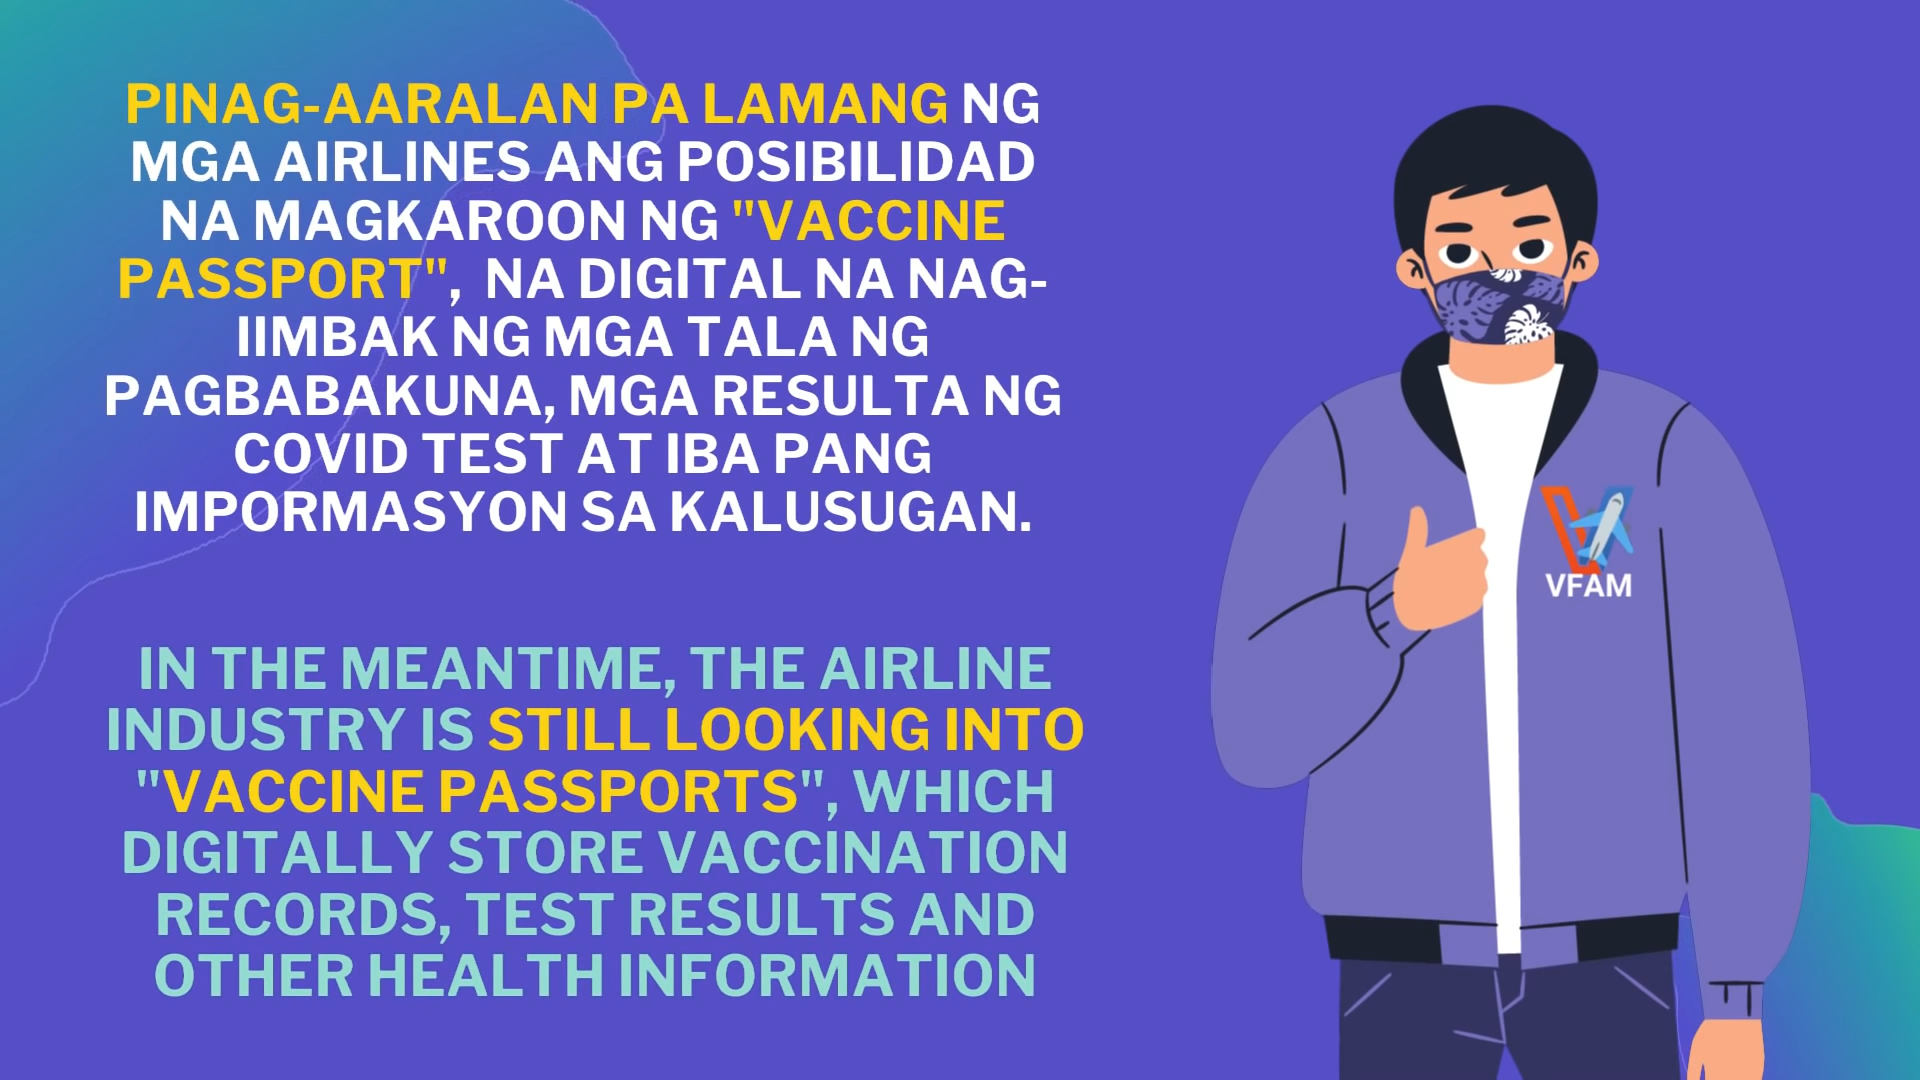 PINAG-AARALAN PA LAMANG NG
MGA AIRLINES ANG POSIBILIDAD
NA MAGKAROON NG "VACCINE
PASSPORT", NA DIGITAL NA NAG-
IIMBAK NG MGA TALA NG
PAGBABAKUNA, MGA RESULTA NG
COVID TEST AT IBA PANG
IMPORMASYON SA KALUSUGAN.
IN THE MEANTIME, THE AIRLINE
INDUSTRY IS STILL LOOKING INTO
"VACCINE PASSPORTS", WHICH
DIGITALLY STORE VACCINATION
RECORDS, TEST RESULTS AND
OTHER HEALTH INFORMATION
VFAM